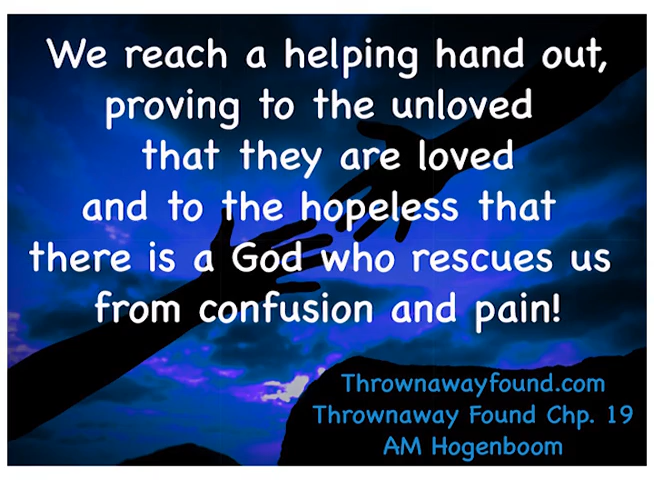 We reach a helping hand out,
proving to the unloved
that they are loved
and to the hopeless that
there is a God who rescues us
from confusion and pain!
Thrownawayfound.com
Thrownaway Found Chp. 19
AM Hogenboom